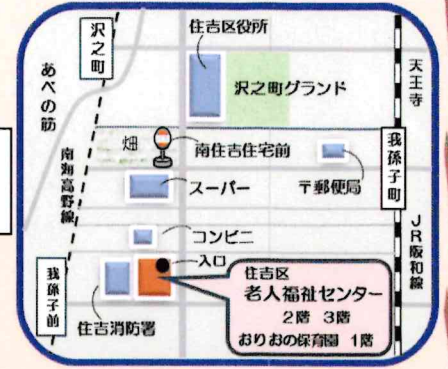 沢之町
住吉区役所
あべの筋
沢之町グランド
天王寺
畑
南住吉住宅前
〒郵便局
我孫子町
南海高野線
スーパー
コンビニ
入口
JR阪和線
我孫子前
住吉消防署
住吉区
老人福祉センター
2階 3階
おりおの保育園 1階